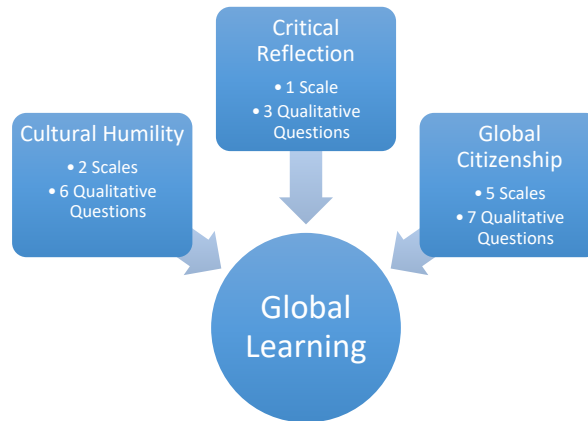 Critical
Reflection
• 1 Scale
• 3 Qualitative
Questions
Cultural Humility
• 2 Scales
• 6 Qualitative
Questions
Global
Citizenship
• 5 Scales
• 7 Qualitative
Questions
Global
Learning